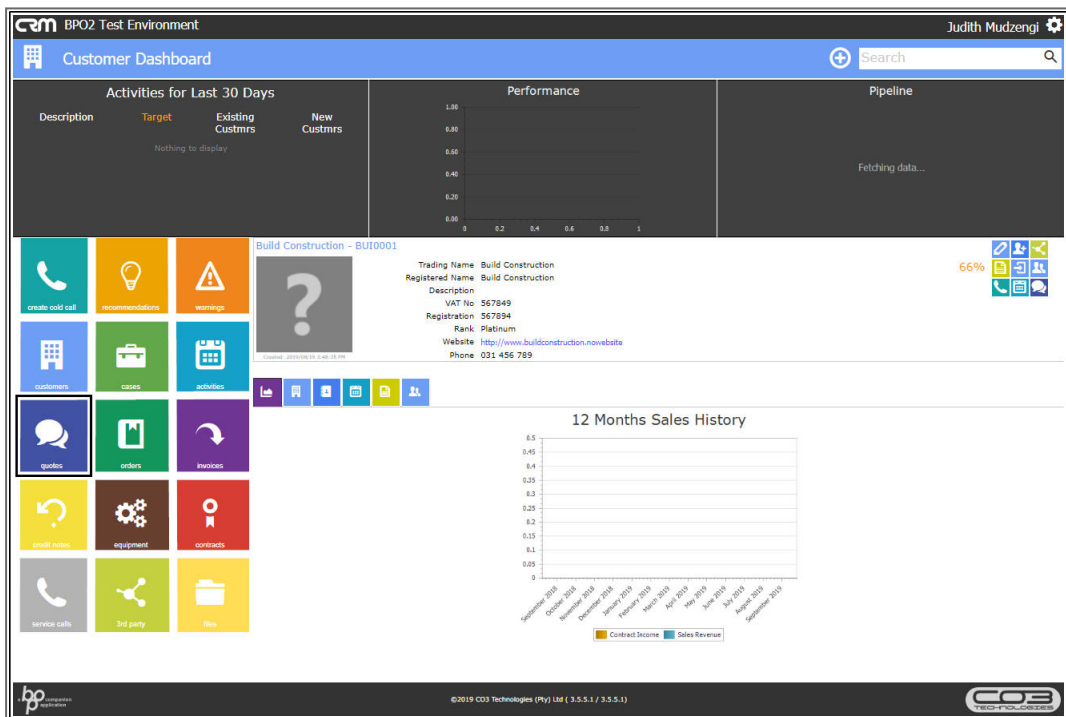 CRM BPO2 Test Environment
Judith Mudzengi
Customer Dashboard
Search
Activities for Last 30 Days
Description Target Existing Custmrs New Custmrs
Nothing to display
Performance
1.00
0.80
0.60
0.40
0.20
0.00
0 0.2 0.4 0.6 0.8 1
Pipeline
Fetching data...
create cold call
recommendations
warnings
customers
cases
activities
quotes
orders
invoices
credit notes
equipment
contracts
service calls
3rd party
files
Build Construction - BUI0001
?
Trading Name Build Construction
Registered Name Build Construction
Description
VAT No 567849
Registration 567894
Rank Platinum
Website http://www.buildconstruction.nowebsite
Phone 031 456 789
66%
12 Months Sales History
0.5
0.45
0.4
0.35
0.3
0.25
0.2
0.15
0.1
0.05
0
September 2018
October 2018
November 2018
December 2018
January 2019
February 2019
March 2019
April 2019
May 2019
June 2019
July 2019
August 2019
September 2019
Contract Income Sales Revenue
bp companion application
©2019 CO3 Technologies (Pty) Ltd ( 3.5.5.1 / 3.5.5.1)
CO3
TECHNOLOGIES